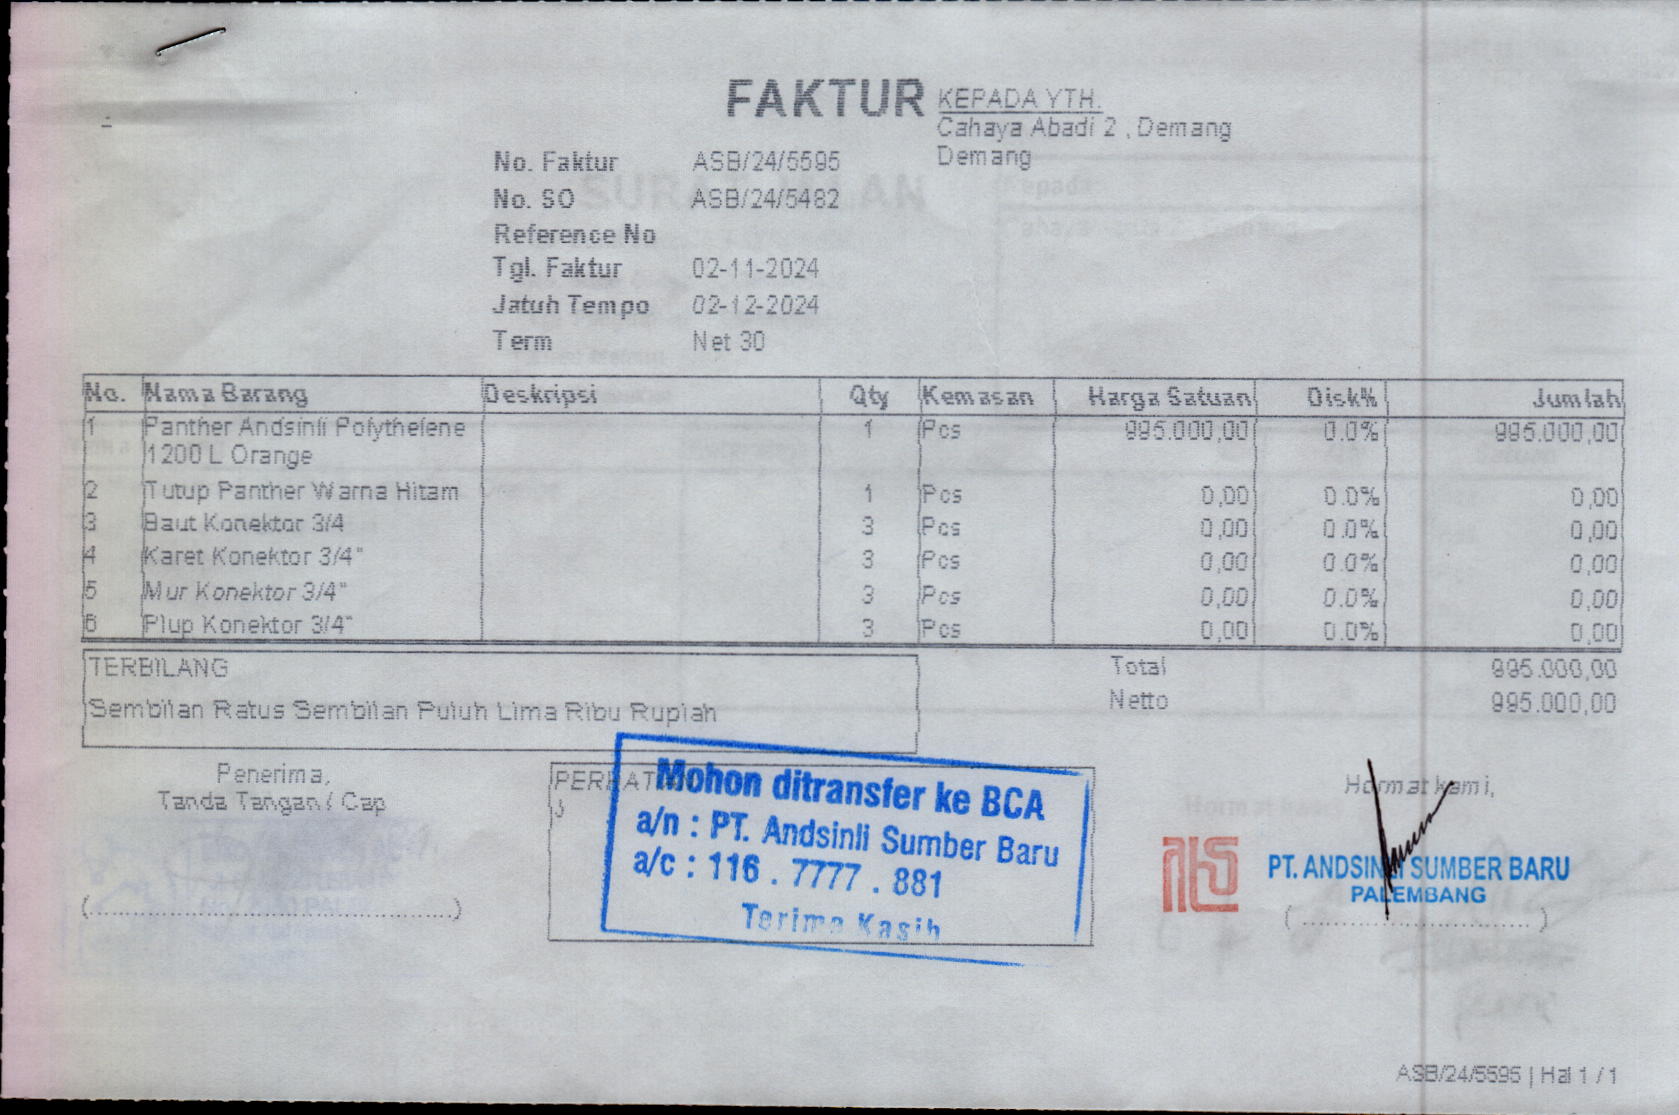 FAKTUR
KEPADA YTH.
Cahaya Abadi 2 , Demang
Demang
No. Faktur ASB/24/5595
No. SO ASB/24/5482
Reference No
Tgl. Faktur 02-11-2024
Jatuh Tempo 02-12-2024
Term Net 30
No. Nama Barang Deskripsi Qty Kemasan Harga Satuan Disk% Jumlah
1 Panther Andsinli Polythelene 1 Pcs 995.000,00 0.0% 995.000,00
1200 L Orange
2 Tutup Panther Warna Hitam 1 Pcs 0,00 0.0% 0,00
3 Baut Konektor 3/4 3 Pcs 0,00 0.0% 0,00
4 Karet Konektor 3/4" 3 Pcs 0,00 0.0% 0,00
5 Mur Konektor 3/4" 3 Pcs 0,00 0.0% 0,00
6 Plup Konektor 3/4" 3 Pcs 0,00 0.0% 0,00
TERBILANG
Sembilan Ratus Sembilan Puluh Lima Ribu Rupiah
Total 995.000,00
Netto 995.000,00
Penerima,
Tanda Tangan / Cap
(........................................)
Mohon ditransfer ke BCA
a/n : PT. Andsinli Sumber Baru
a/c : 116 . 7777 . 881
Terima Kasih
Hormat kami,
PT. ANDSINLI SUMBER BARU
PALEMBANG
(................................)
ASB/24/5595 | Hal 1 / 1